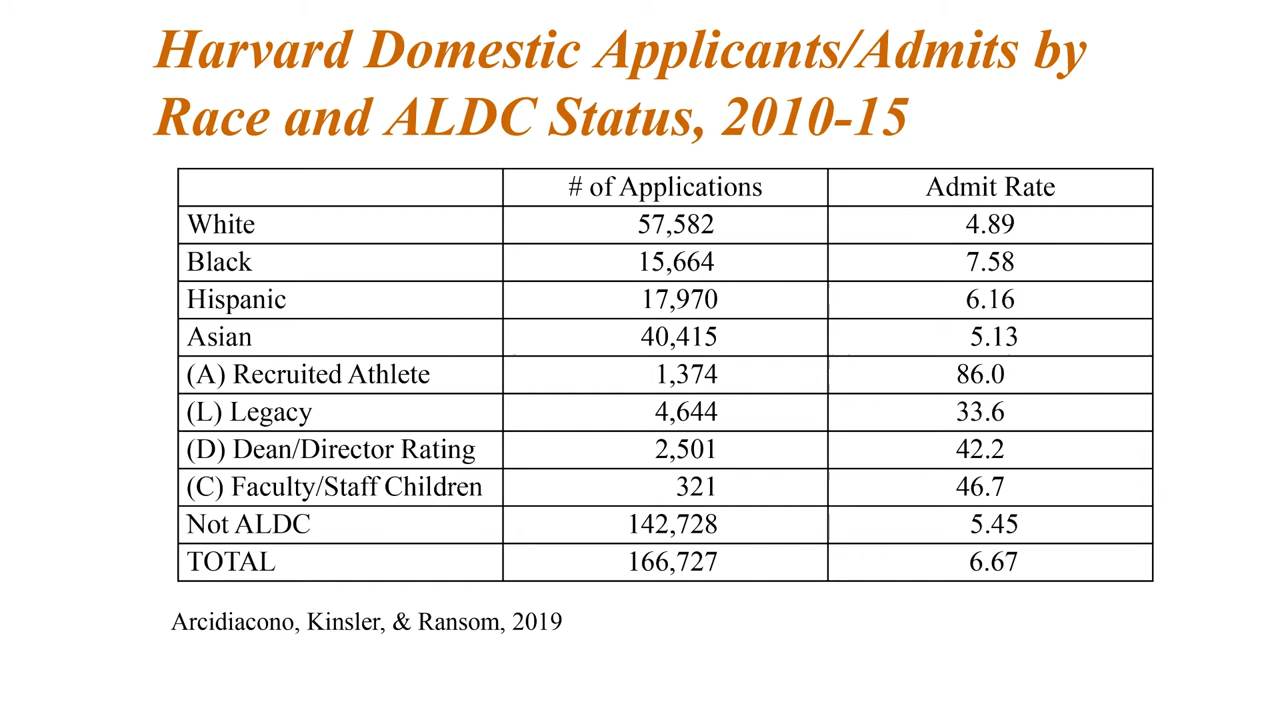 Harvard Domestic Applicants/Admits by
Race and ALDC Status, 2010-15
# of Applications Admit Rate
White 57,582 4.89
Black 15,664 7.58
Hispanic 17,970 6.16
Asian 40,415 5.13
(A) Recruited Athlete 1,374 86.0
(L) Legacy 4,644 33.6
(D) Dean/Director Rating 2,501 42.2
(C) Faculty/Staff Children 321 46.7
Not ALDC 142,728 5.45
TOTAL 166,727 6.67
Arcidiacono, Kinsler, & Ransom, 2019